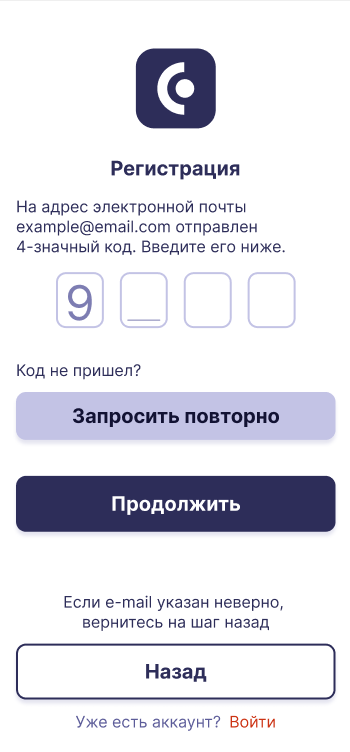 Регистрация
На адрес электронной почты
example@email.com отправлен
4-значный код. Введите его ниже.
9 _
Код не пришел?
Запросить повторно
Продолжить
Если e-mail указан неверно,
вернитесь на шаг назад
Назад
Уже есть аккаунт? Войти